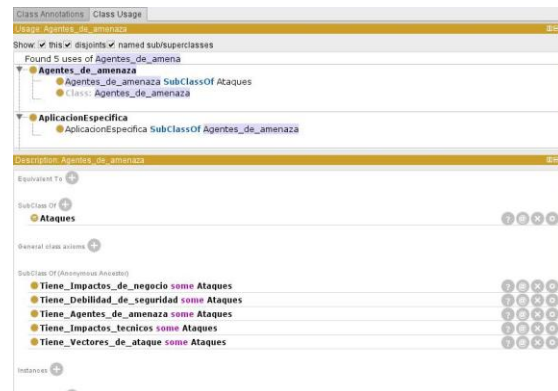 Class Annotations Class Usage
Usage: Agentes_de_amenaza
Show: this disjoints named sub/superclasses
Found 5 uses of Agentes_de_amena
Agentes_de_amenaza
Agentes_de_amenaza SubClassOf Ataques
Class: Agentes_de_amenaza
AplicacionEspecifica
AplicacionEspecifica SubClassOf Agentes_de_amenaza
Description: Agentes_de_amenaza
Equivalent To
SubClass Of
Ataques
General class axioms
SubClass Of (Anonymous Ancestor)
Tiene_Impactos_de_negocio some Ataques
Tiene_Debilidad_de_seguridad some Ataques
Tiene_Agentes_de_amenaza some Ataques
Tiene_Impactos_tecnicos some Ataques
Tiene_Vectores_de_ataque some Ataques
Instances